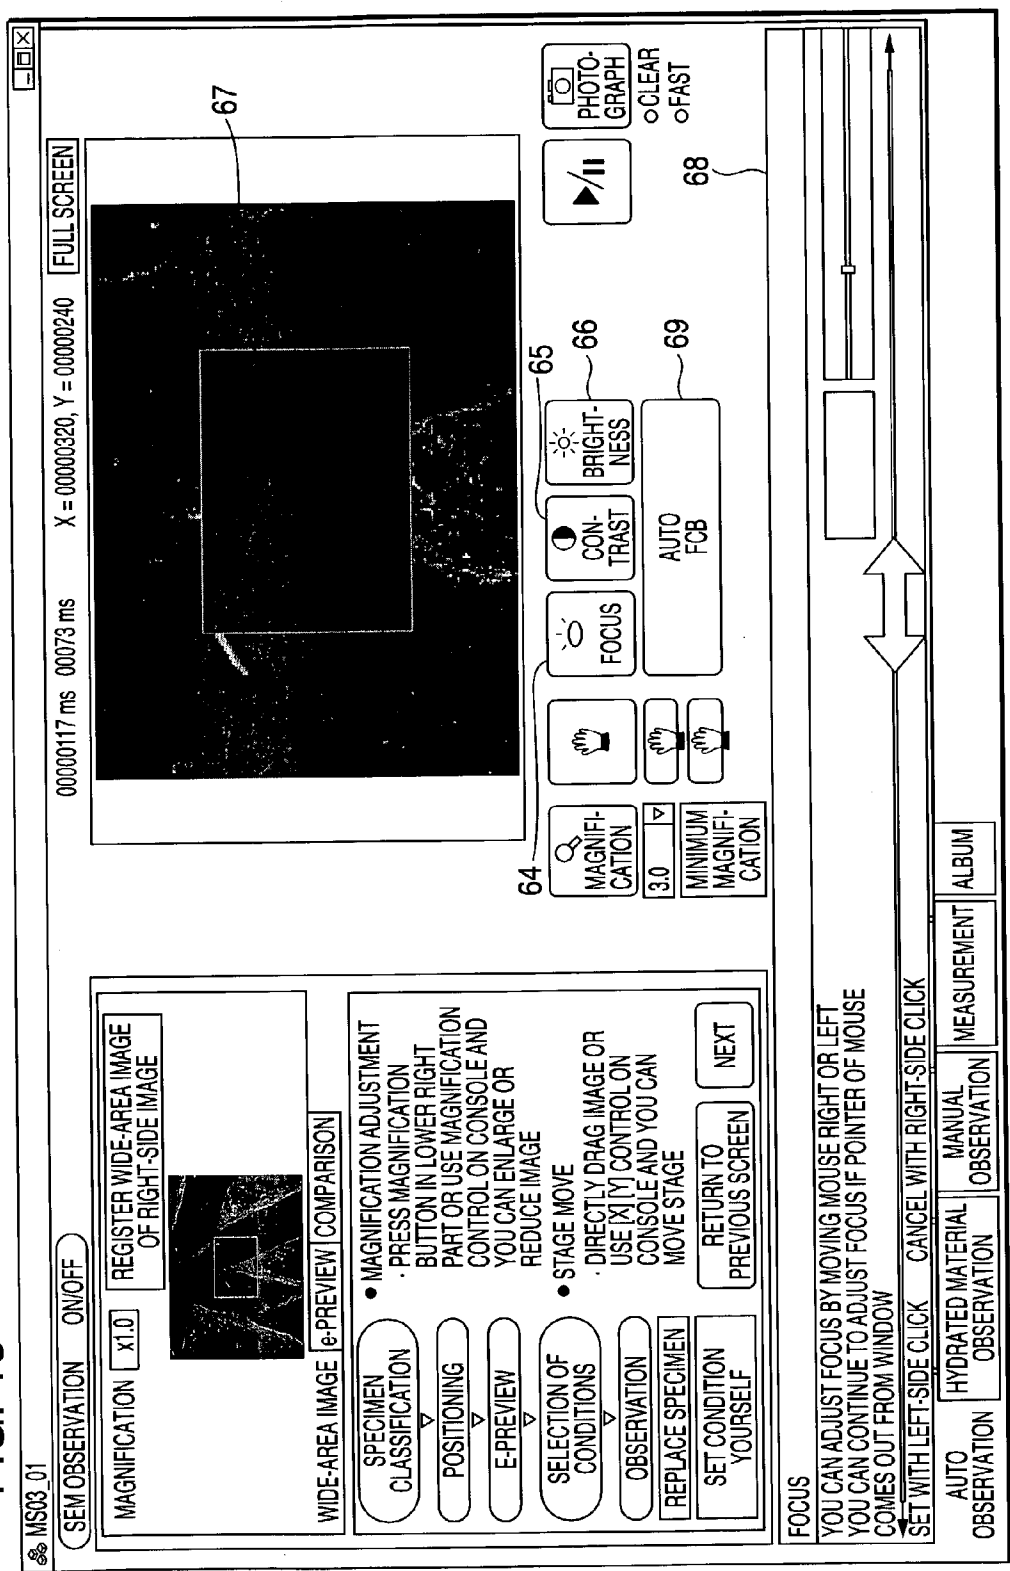 MS03_01
SEM OBSERVATION ON/OFF
MAGNIFICATION x1.0
REGISTER WIDE-AREA IMAGE
OF RIGHT-SIDE IMAGE
WIDE-AREA IMAGE e-PREVIEW COMPARISON
SPECIMEN
CLASSIFICATION
POSITIONING
E-PREVIEW
SELECTION OF
CONDITIONS
OBSERVATION
REPLACE SPECIMEN
SET CONDITION
YOURSELF
● MAGNIFICATION ADJUSTMENT
· PRESS MAGNIFICATION
BUTTON IN LOWER RIGHT
PART OR USE MAGNIFICATION
CONTROL ON CONSOLE AND
YOU CAN ENLARGE OR
REDUCE IMAGE
● STAGE MOVE
· DIRECTLY DRAG IMAGE OR
USE [X] [Y] CONTROL ON
CONSOLE AND YOU CAN
MOVE STAGE
RETURN TO
PREVIOUS SCREEN
NEXT
00000117 ms 00073 ms X = 00000320, Y = 00000240 FULL SCREEN
67
64
65
66
69
68
MAGNIFI-
CATION
3.0
MINIMUM
MAGNIFI-
CATION
FOCUS
CON-
TRAST
BRIGHT-
NESS
AUTO
FCB
▶/II
PHOTO-
GRAPH
○CLEAR
○FAST
FOCUS
YOU CAN ADJUST FOCUS BY MOVING MOUSE RIGHT OR LEFT
YOU CAN CONTINUE TO ADJUST FOCUS IF POINTER OF MOUSE
COMES OUT FROM WINDOW
SET WITH LEFT-SIDE CLICK CANCEL WITH RIGHT-SIDE CLICK
AUTO
OBSERVATION
HYDRATED MATERIAL
OBSERVATION
MANUAL
OBSERVATION
MEASUREMENT
ALBUM